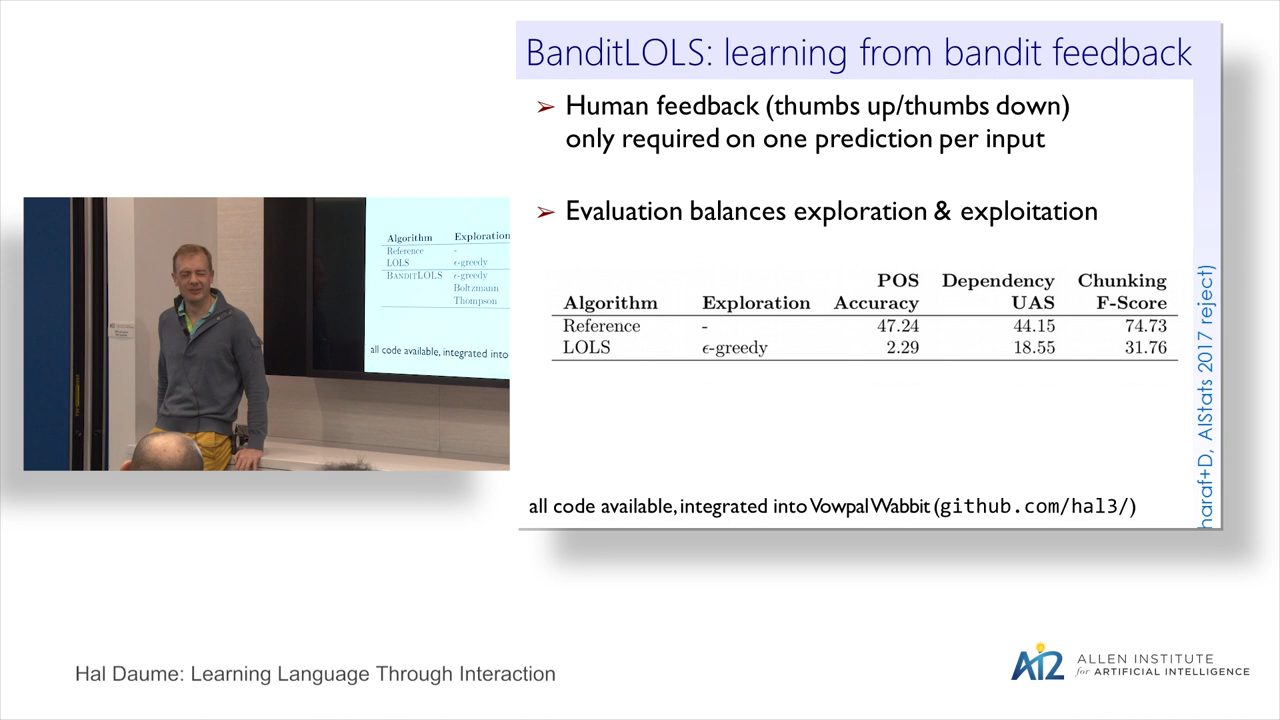 BanditLOLS: learning from bandit feedback
➢ Human feedback (thumbs up/thumbs down)
only required on one prediction per input
➢ Evaluation balances exploration & exploitation
POS Dependency Chunking
Algorithm Exploration Accuracy UAS F-Score
Reference - 47.24 44.15 74.73
LOLS ϵ-greedy 2.29 18.55 31.76
all code available, integrated into Vowpal Wabbit (github.com/hal3/)
haraf+D, AIStats 2017 reject)
Algorithm Exploration
Reference -
LOLS ϵ-greedy
BANDITLOLS ϵ-greedy
Boltzmann
Thompson
all code available, integrated into
Hal Daume: Learning Language Through Interaction
AI2 ALLEN INSTITUTE
for ARTIFICIAL INTELLIGENCE